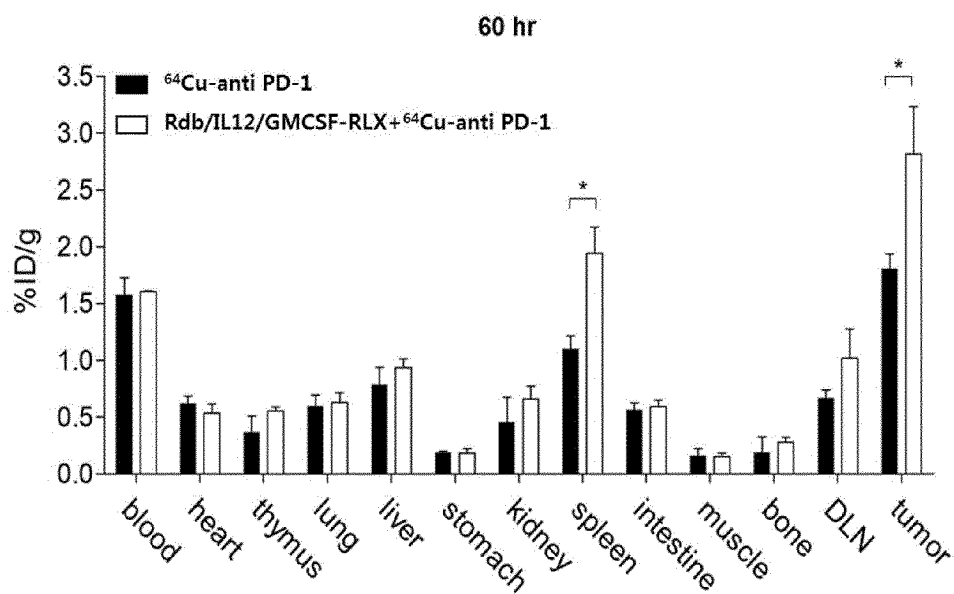 60 hr
⁶⁴Cu-anti PD-1
Rdb/IL12/GMCSF-RLX+⁶⁴Cu-anti PD-1
%ID/g
3.5
3.0
2.5
2.0
1.5
1.0
0.5
0.0
*
*
blood
heart
thymus
lung
liver
stomach
kidney
spleen
intestine
muscle
bone
DLN
tumor